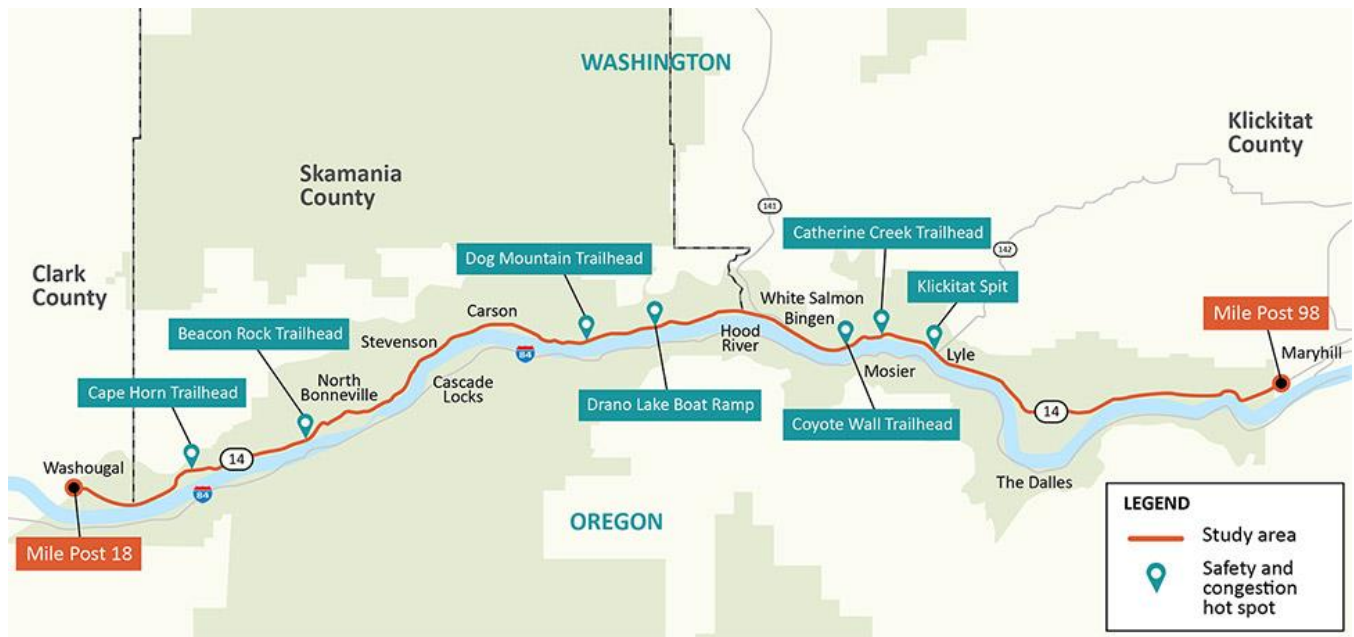 WASHINGTON
Klickitat
County
Skamania
County
141
Catherine Creek Trailhead
142
Dog Mountain Trailhead
Clark
County
Klickitat Spit
Carson
White Salmon
Bingen
Mile Post 98
Beacon Rock Trailhead
Stevenson
Hood
River
Maryhill
84
Lyle
Mosier
North
Bonneville
Cascade
Locks
Cape Horn Trailhead
Drano Lake Boat Ramp
Coyote Wall Trailhead
14
14
Washougal
84
The Dalles
OREGON
Mile Post 18
LEGEND
Study area
Safety and
congestion
hot spot